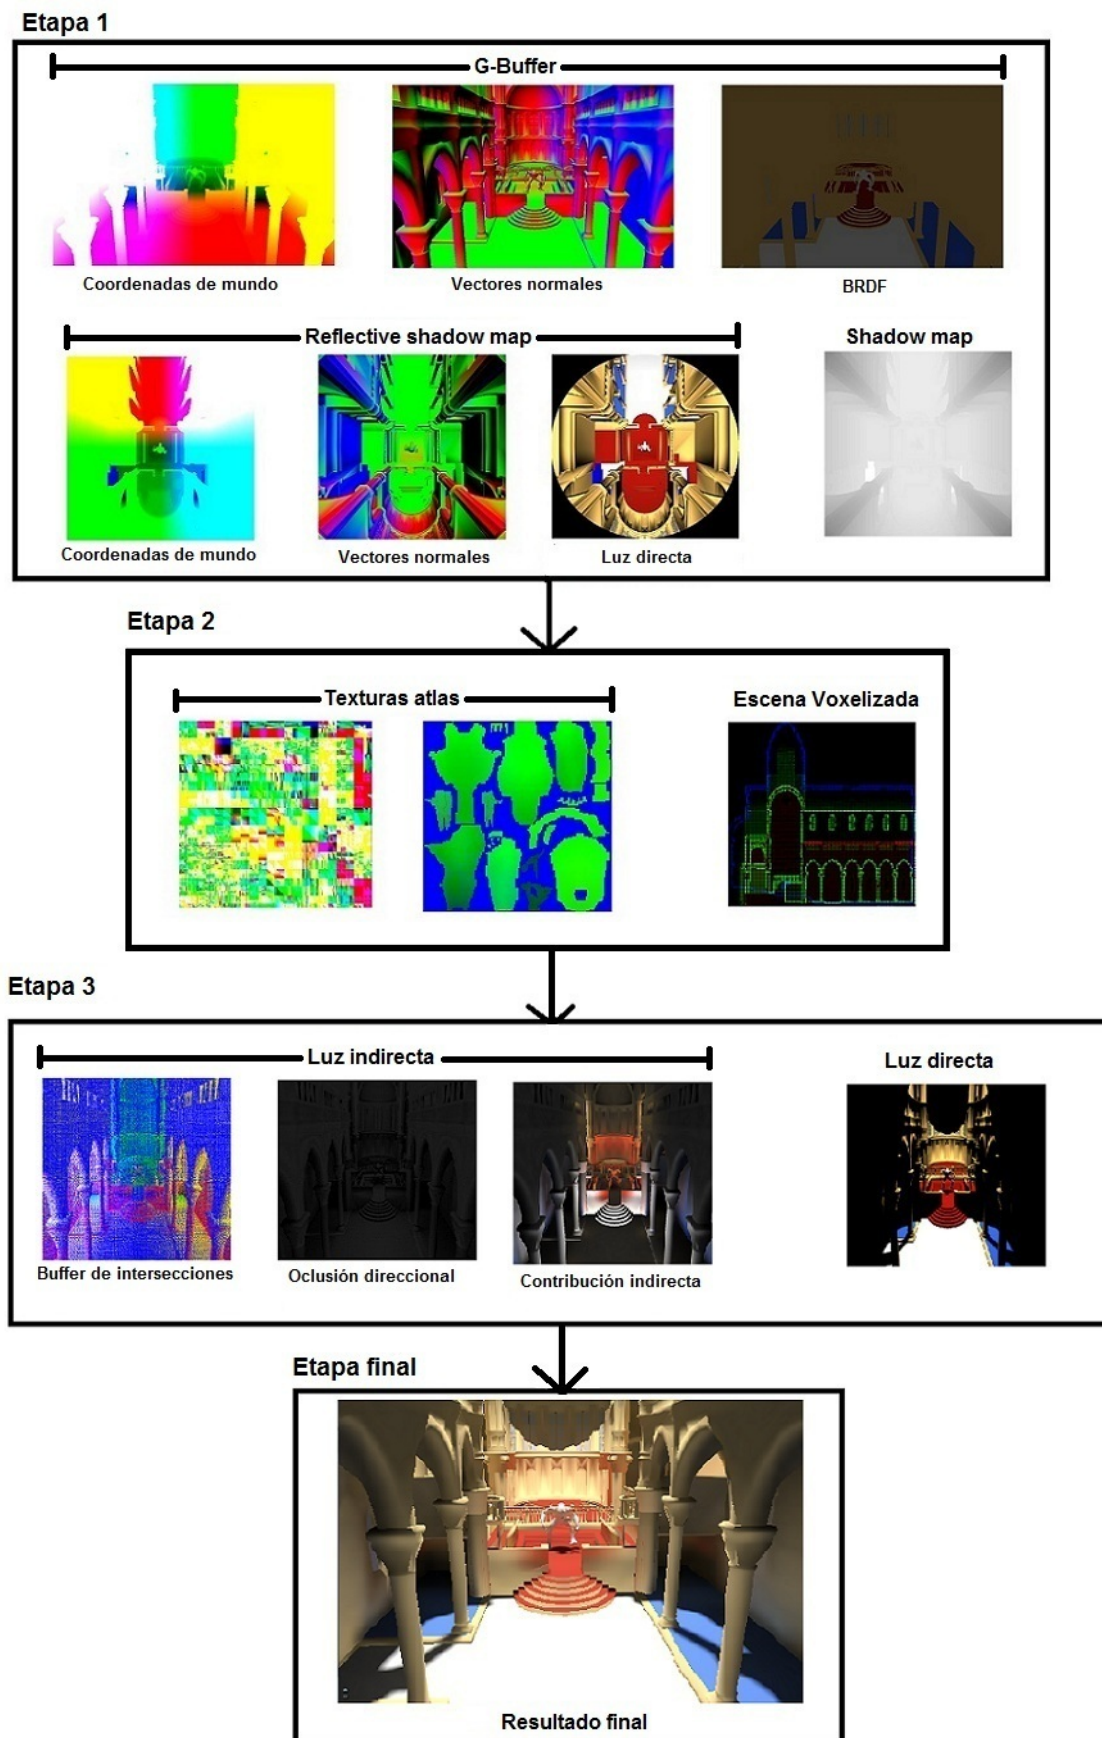 Etapa 1
G-Buffer
Coordenadas de mundo
Vectores normales
BRDF
Reflective shadow map
Shadow map
Coordenadas de mundo
Vectores normales
Luz directa
Etapa 2
Texturas atlas
Escena Voxelizada
Etapa 3
Luz indirecta
Luz directa
Buffer de intersecciones
Oclusión direccional
Contribución indirecta
Etapa final
Resultado final